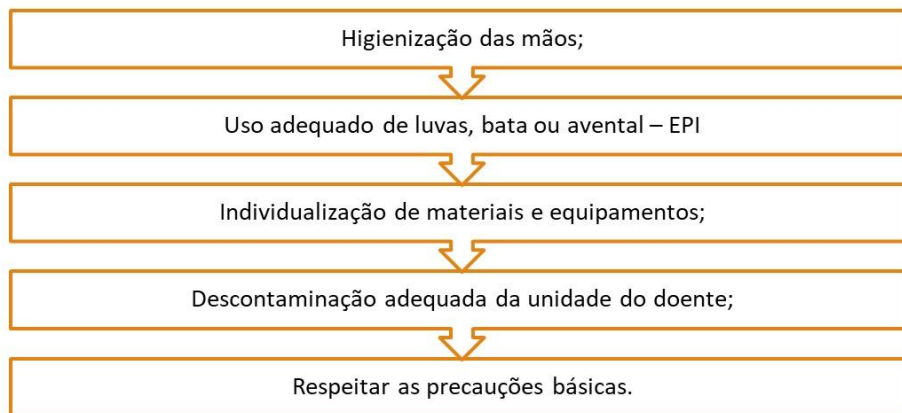 Higienização das mãos;
Uso adequado de luvas, bata ou avental – EPI
Individualização de materiais e equipamentos;
Descontaminação adequada da unidade do doente;
Respeitar as precauções básicas.